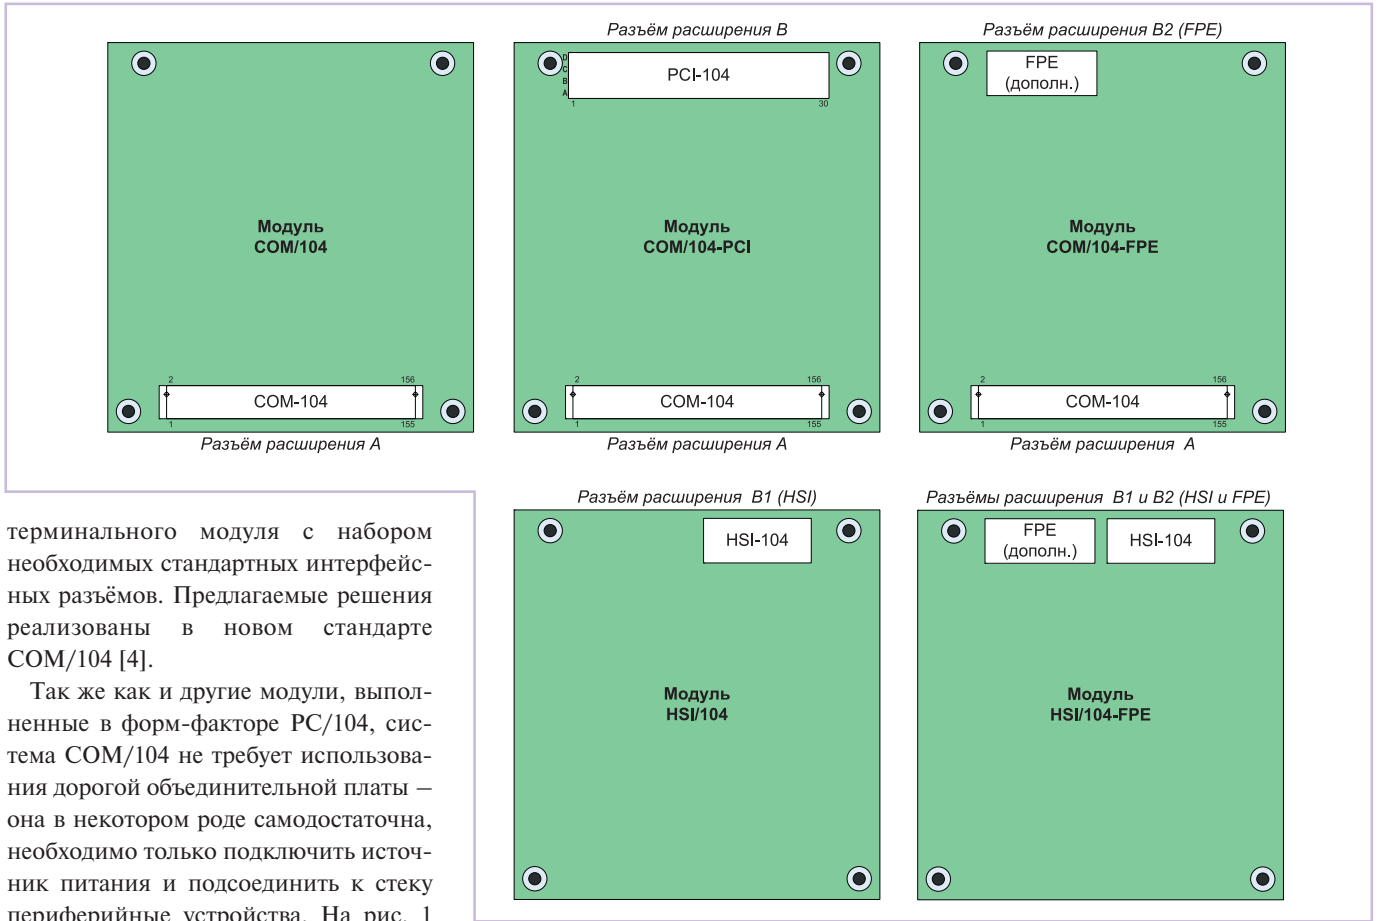 Разъём расширения B
Разъём расширения B2 (FPE)
Модуль
COM/104
2
156
COM-104
1
155
Разъём расширения A
D
C
B
A
PCI-104
1
30
Модуль
COM/104-PCI
2
156
COM-104
1
155
Разъём расширения A
FPE
(дополн.)
Модуль
COM/104-FPE
2
156
COM-104
1
155
Разъём расширения A
Разъём расширения B1 (HSI)
HSI-104
Модуль
HSI/104
Разъёмы расширения B1 и B2 (HSI и FPE)
FPE
(дополн.)
HSI-104
Модуль
HSI/104-FPE
терминального модуля с набором
необходимых стандартных интерфейс-
ных разъёмов. Предлагаемые решения
реализованы в новом стандарте
COM/104 [4].
Так же как и другие модули, выпол-
ненные в форм-факторе PC/104, сис-
тема COM/104 не требует использова-
ния дорогой объединительной платы –
она в некотором роде самодостаточна,
необходимо только подключить источ-
ник питания и подсоединить к стеку
периферийные устройства. На рис. 1